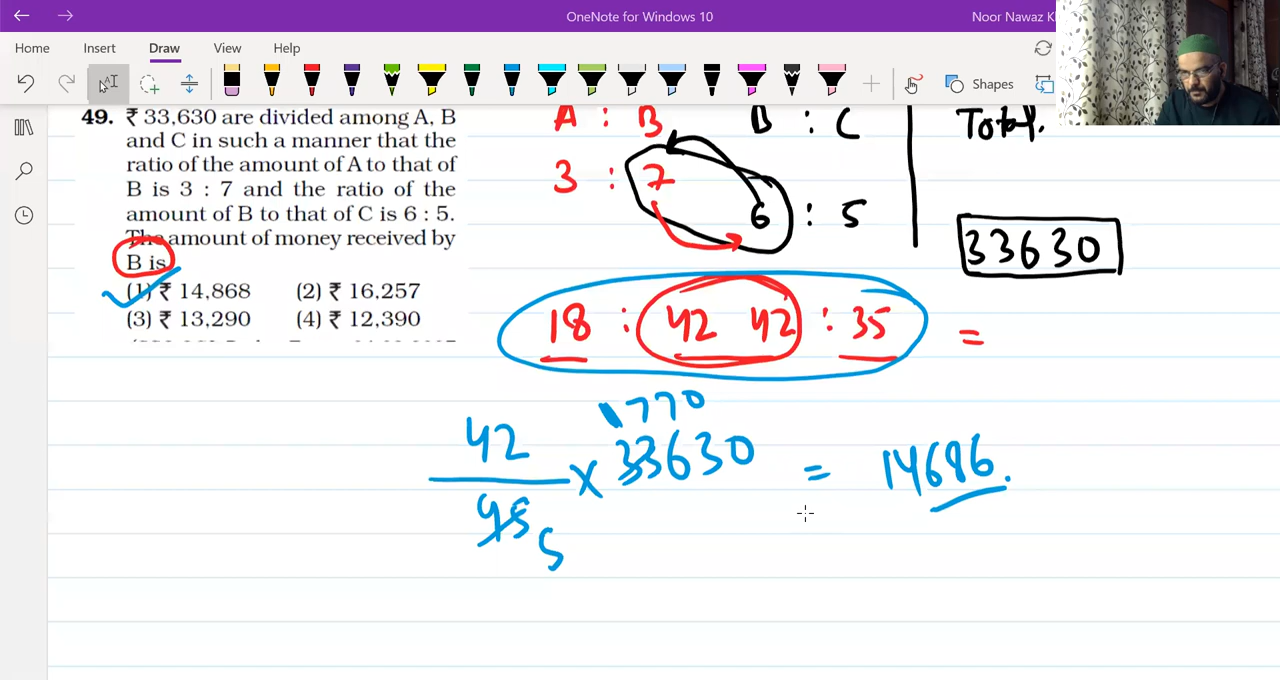 OneNote for Windows 10
Noor Nawaz K
Home Insert Draw View Help
Shapes
49. ₹ 33,630 are divided among A, B
and C in such a manner that the
ratio of the amount of A to that of
B is 3 : 7 and the ratio of the
amount of B to that of C is 6 : 5.
The amount of money received by
B is
(1) ₹ 14,868 (2) ₹ 16,257
(3) ₹ 13,290 (4) ₹ 12,390
A : B B : C Total.
3 : 7
6 : 5
33630
18 : 42 42 : 35 =
1770
42
× 33630 = 14686.
95
5